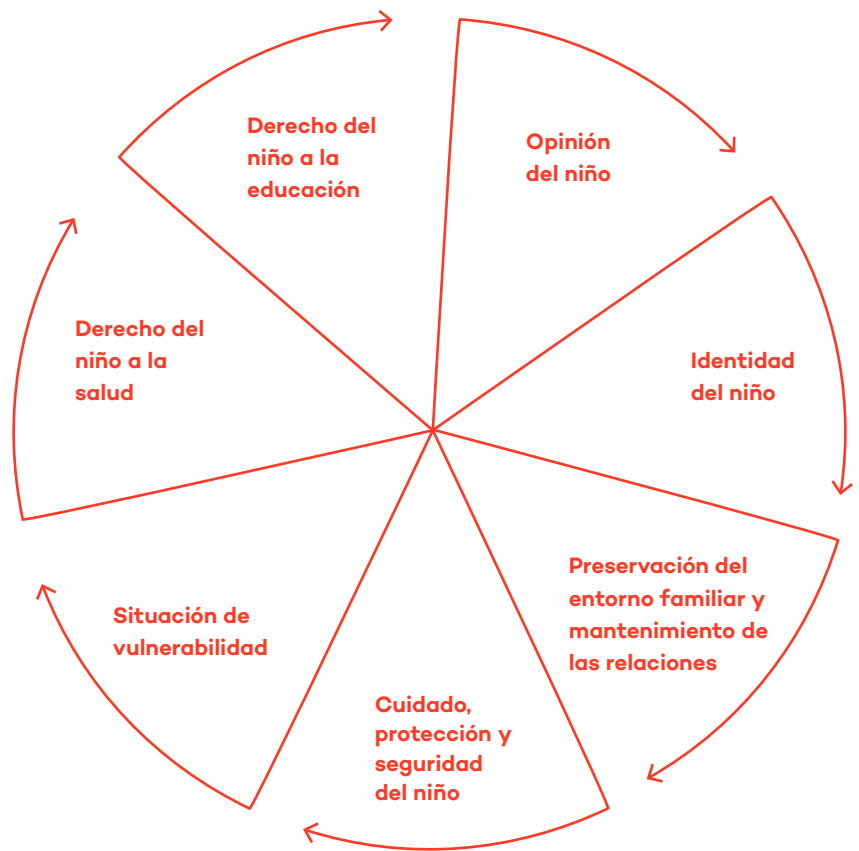 Opinión
del niño
Identidad
del niño
Preservación del
entorno familiar y
mantenimiento de
las relaciones
Cuidado,
protección y
seguridad
del niño
Situación de
vulnerabilidad
Derecho del
niño a la
salud
Derecho del
niño a la
educación